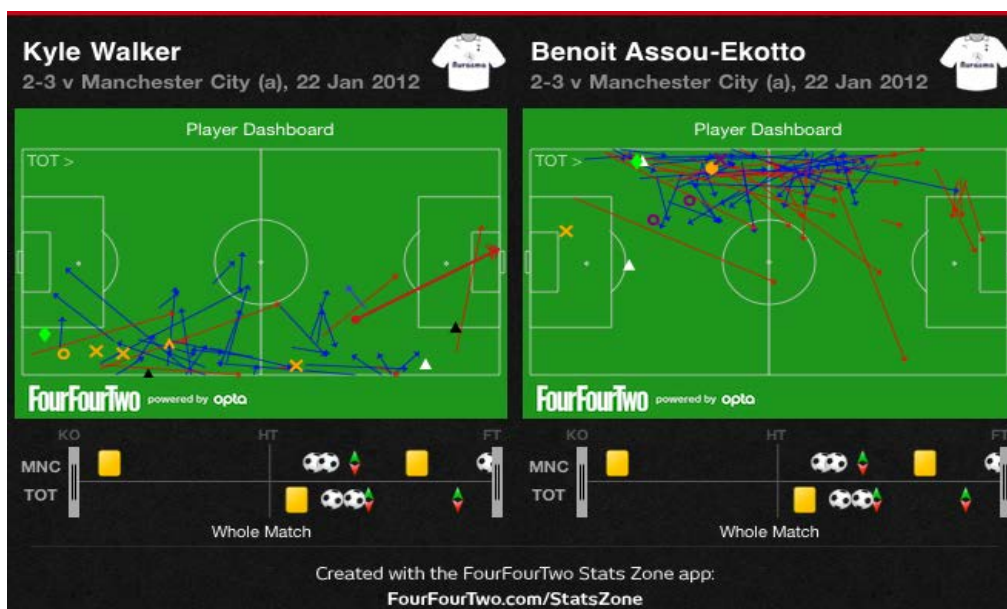 Kyle Walker
2-3 v Manchester City (a), 22 Jan 2012
Player Dashboard
TOT >
FourFourTwo powered by opta
KO HT FT
MNC
TOT
Whole Match
Benoit Assou-Ekotto
2-3 v Manchester City (a), 22 Jan 2012
Player Dashboard
TOT >
FourFourTwo powered by opta
KO HT FT
MNC
TOT
Whole Match
Created with the FourFourTwo Stats Zone app:
FourFourTwo.com/StatsZone